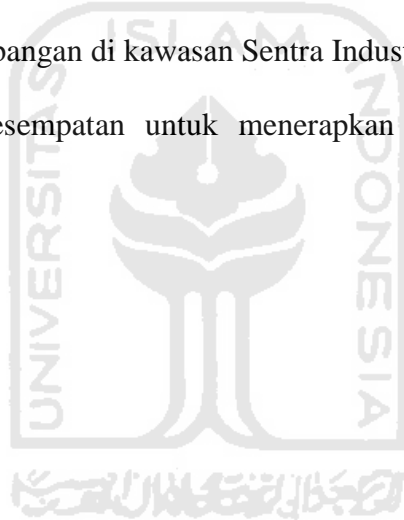 ISLAM
pangan di kawasan Sentra Indust
esempatan untuk menerapkan
UNIVERSITAS
INDONESIA